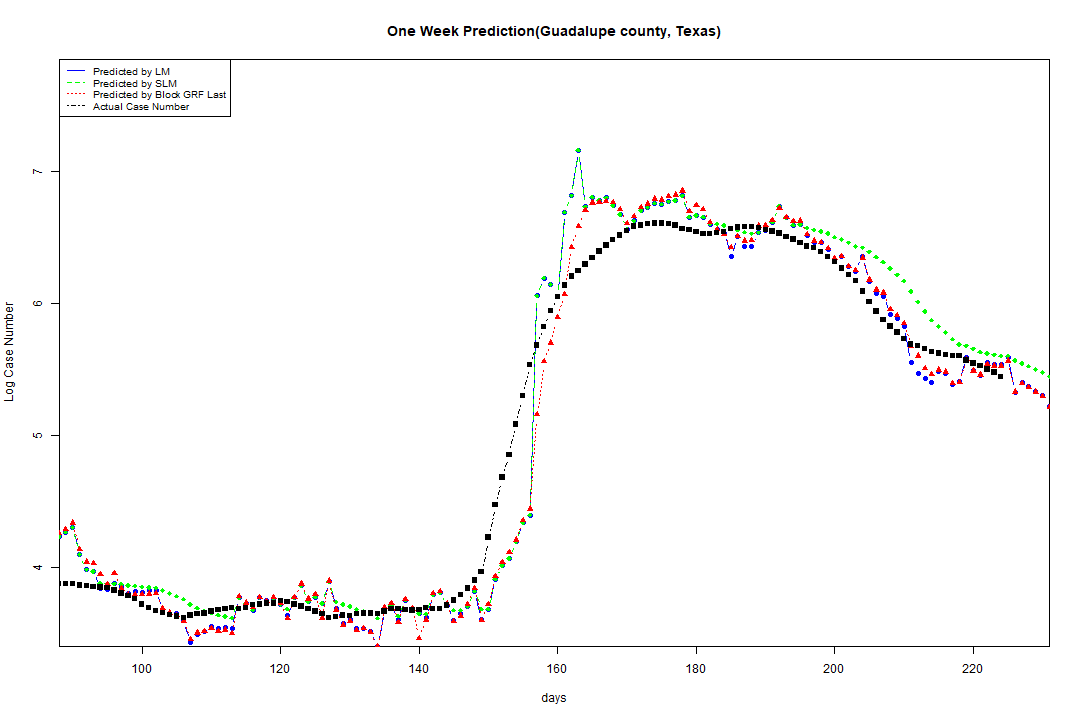 One Week Prediction(Guadalupe county, Texas)
Predicted by LM
Predicted by SLM
Predicted by Block GRF Last
Actual Case Number
7
6
5
4
Log Case Number
100 120 140 160 180 200 220
days